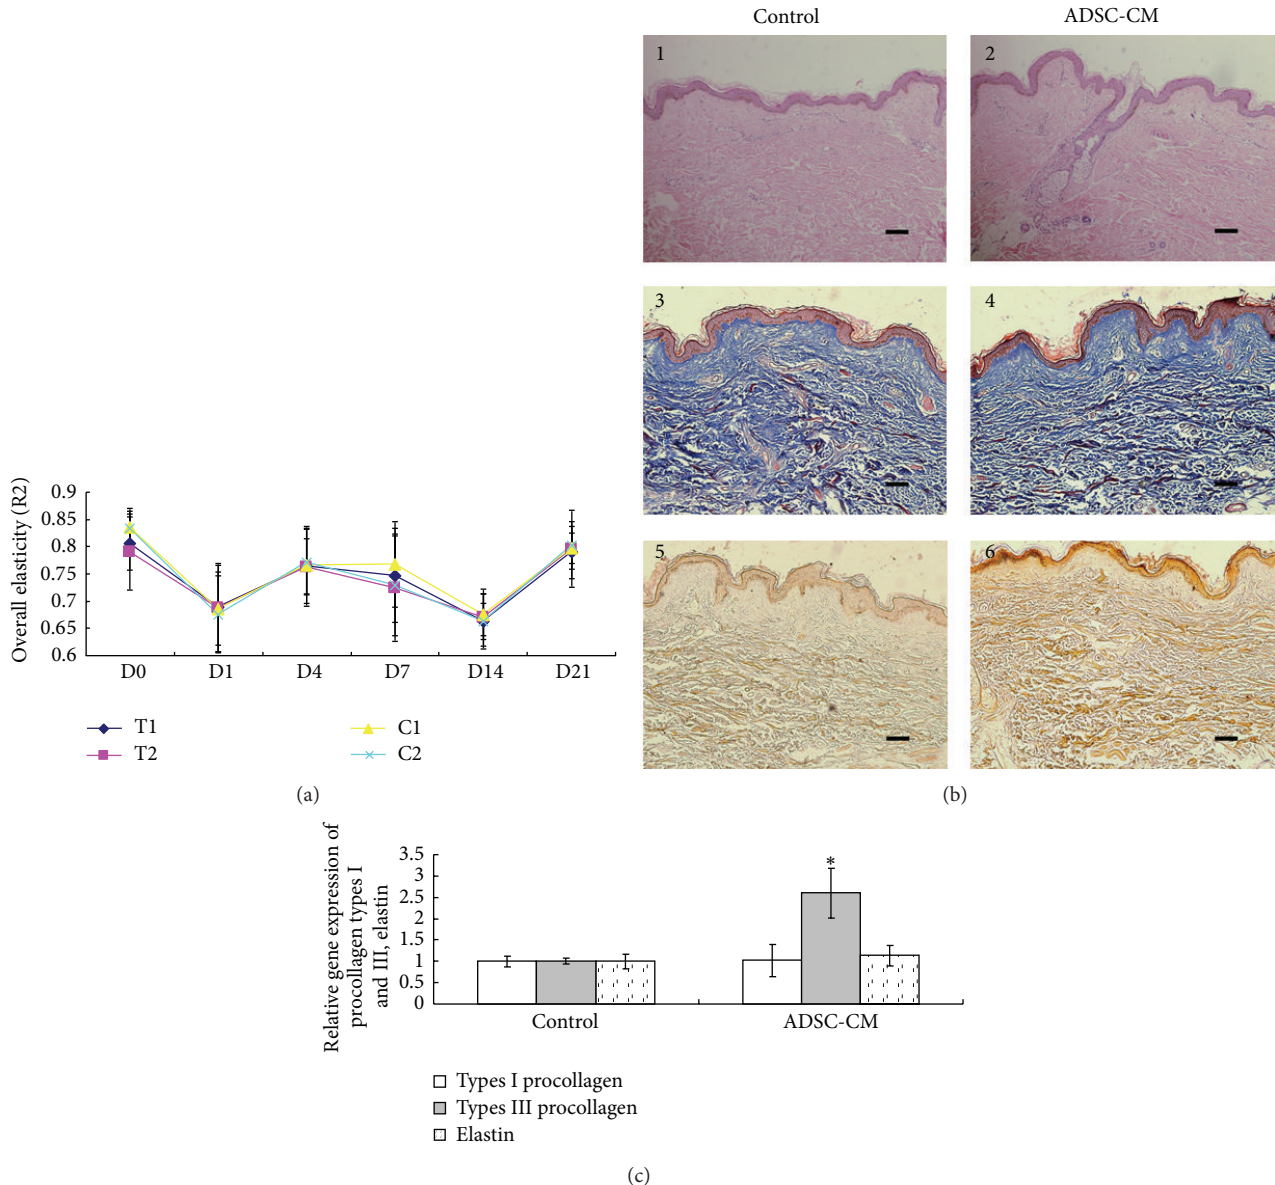 Control
ADSC-CM
1
2
3
4
5
6
Overall elasticity (R2)
0.9
0.85
0.8
0.75
0.7
0.65
0.6
D0
D1
D4
D7
D14
D21
T1
C1
T2
C2
(a)
(b)
Relative gene expression of
procollagen types I
and III, elastin
3.5
3
2.5
2
1.5
1
0.5
0
*
Control
ADSC-CM
Types I procollagen
Types III procollagen
Elastin
(c)